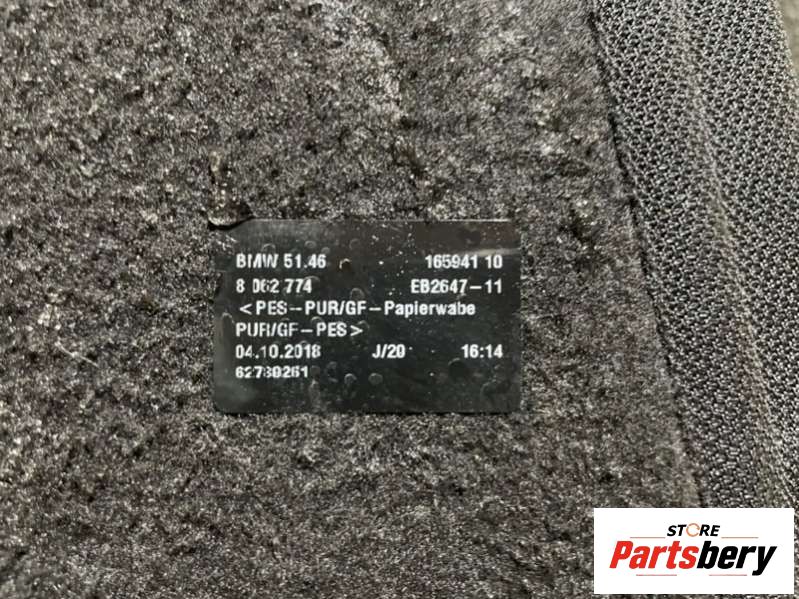 BMW 51.46 165941 10
8 062 774 EB2647-11
<PES--PUR/GF-Papierwabe
PUR/GF-PES>
04.10.2018 J/20 16:14
62730261
STORE
Partsbery